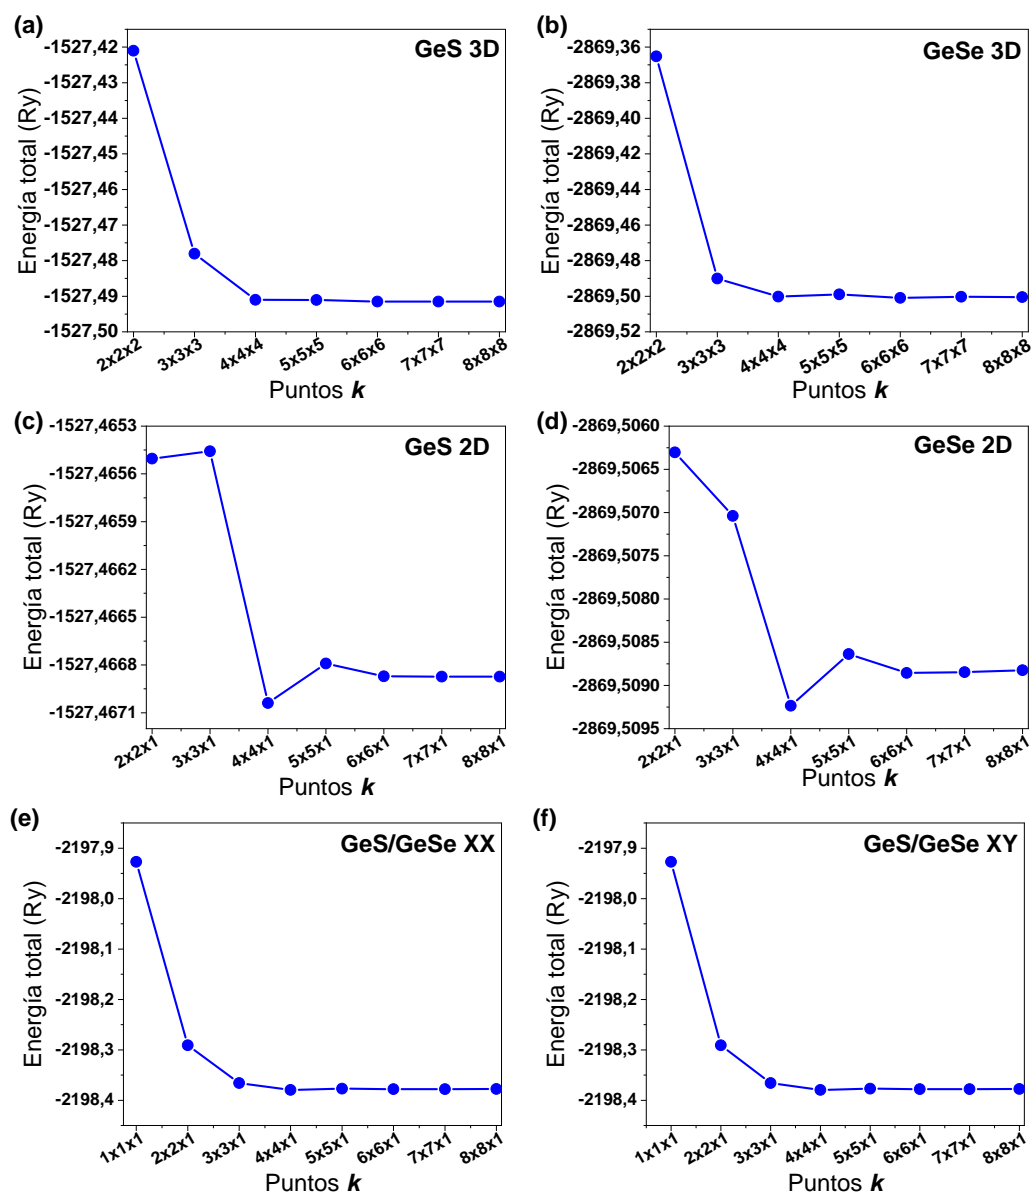 (a)
GeS 3D
Energía total (Ry)
-1527,42
-1527,43
-1527,44
-1527,45
-1527,46
-1527,47
-1527,48
-1527,49
-1527,50
2x2x2
3x3x3
4x4x4
5x5x5
6x6x6
7x7x7
8x8x8
Puntos k
(b)
GeSe 3D
Energía total (Ry)
-2869,36
-2869,38
-2869,40
-2869,42
-2869,44
-2869,46
-2869,48
-2869,50
-2869,52
2x2x2
3x3x3
4x4x4
5x5x5
6x6x6
7x7x7
8x8x8
Puntos k
(c)
GeS 2D
Energía total (Ry)
-1527,4653
-1527,4656
-1527,4659
-1527,4662
-1527,4665
-1527,4668
-1527,4671
2x2x1
3x3x1
4x4x1
5x5x1
6x6x1
7x7x1
8x8x1
Puntos k
(d)
GeSe 2D
Energía total (Ry)
-2869,5060
-2869,5065
-2869,5070
-2869,5075
-2869,5080
-2869,5085
-2869,5090
-2869,5095
2x2x1
3x3x1
4x4x1
5x5x1
6x6x1
7x7x1
8x8x1
Puntos k
(e)
GeS/GeSe XX
Energía total (Ry)
-2197,9
-2198,0
-2198,1
-2198,2
-2198,3
-2198,4
1x1x1
2x2x1
3x3x1
4x4x1
5x5x1
6x6x1
7x7x1
8x8x1
Puntos k
(f)
GeS/GeSe XY
Energía total (Ry)
-2197,9
-2198,0
-2198,1
-2198,2
-2198,3
-2198,4
1x1x1
2x2x1
3x3x1
4x4x1
5x5x1
6x6x1
7x7x1
8x8x1
Puntos k